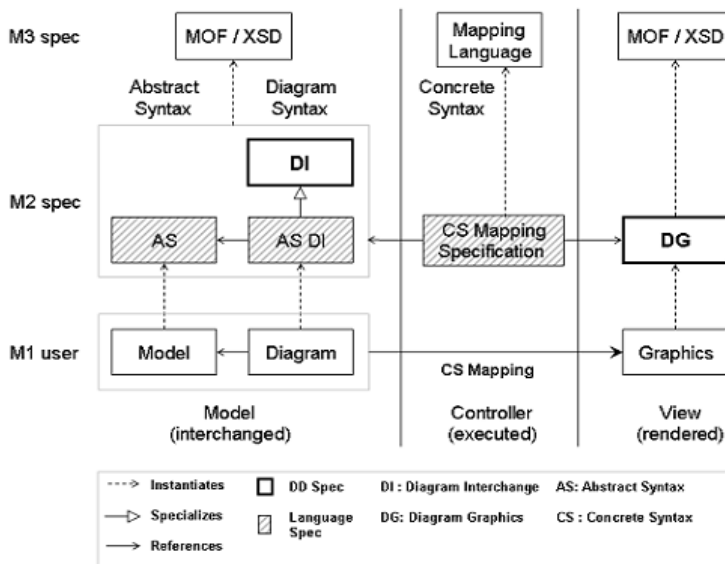 M3 spec
MOF / XSD
Mapping
Language
MOF / XSD
Abstract
Syntax
Diagram
Syntax
Concrete
Syntax
M2 spec
DI
AS
AS DI
CS Mapping
Specification
DG
M1 user
Model
Diagram
CS Mapping
Graphics
Model
(interchanged)
Controller
(executed)
View
(rendered)
Instantiates
DD Spec
DI : Diagram Interchange
AS: Abstract Syntax
Specializes
Language
Spec
DG: Diagram Graphics
CS : Concrete Syntax
References